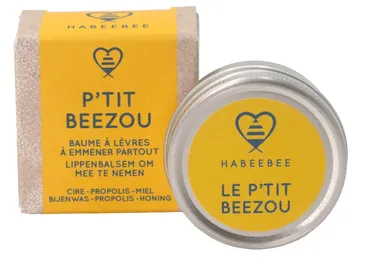 HABEEBEE
P'TIT
BEEZOU
BAUME À LÈVRES
À EMMENER PARTOUT
LIPPENBALSEM OM
MEE TE NEMEN
CIRE - PROPOLIS - MIEL
BIJENWAS - PROPOLIS - HONING
HABEEBEE
LE P'TIT
BEEZOU